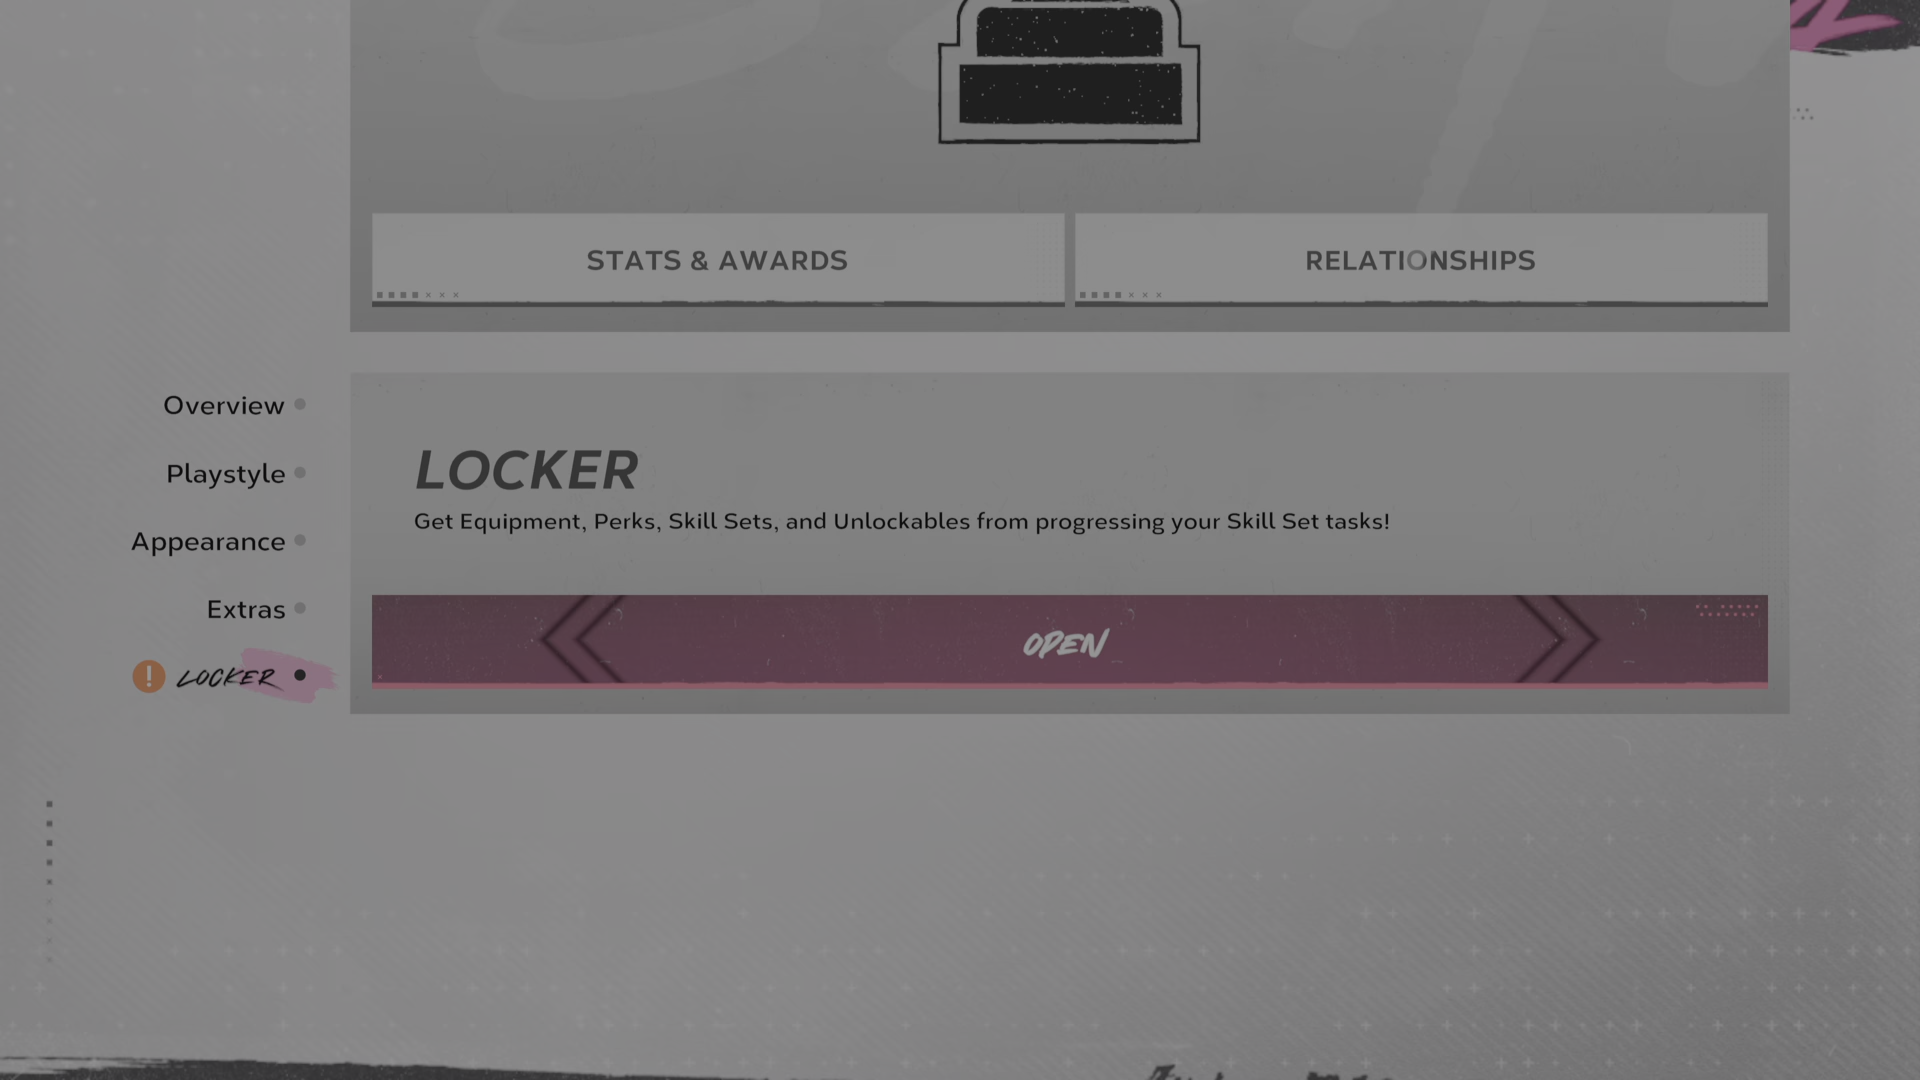 STATS & AWARDS
RELATIONSHIPS
Overview
Playstyle
Appearance
Extras
LOCKER
LOCKER
Get Equipment, Perks, Skill Sets, and Unlockables from progressing your Skill Set tasks!
OPEN